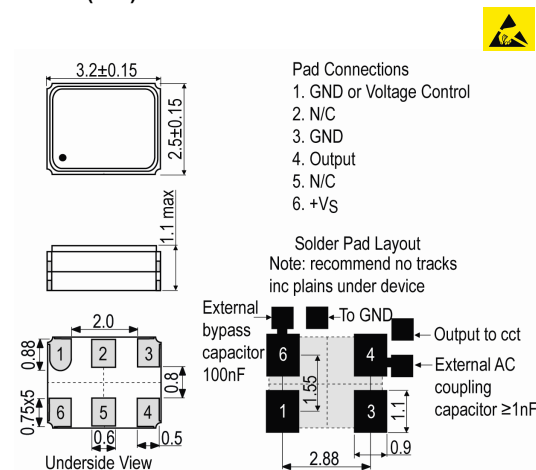 3.2±0.15
2.5±0.15
1.1 max
Pad Connections
1. GND or Voltage Control
2. N/C
3. GND
4. Output
5. N/C
6. +VS
Solder Pad Layout
Note: recommend no tracks
inc plains under device
2.0
0.88
1
2
3
0.8
0.75x5
6
5
4
0.6
0.5
Underside View
External
bypass
capacitor
100nF
To GND
Output to cct
External AC
coupling
capacitor ≥1nF
6
4
1.55
1
3
1.1
0.9
2.88